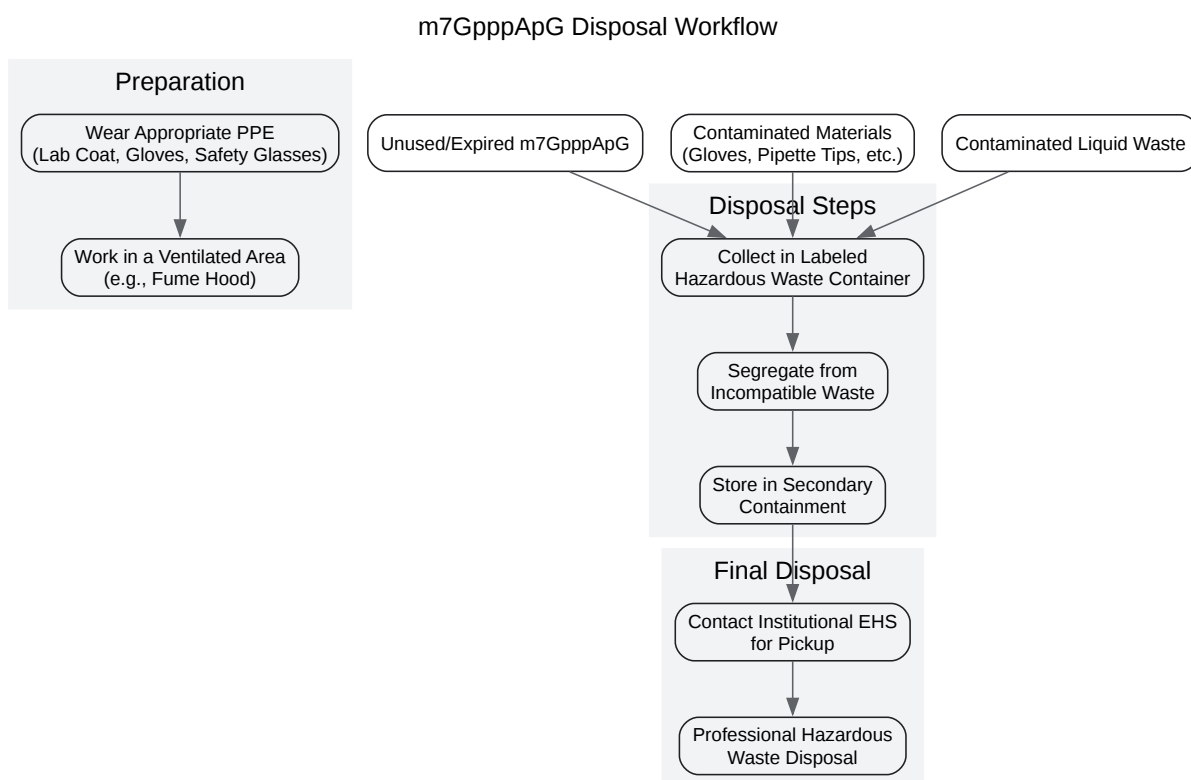 m7GpppApG Disposal Workflow
Preparation
Wear Appropriate PPE
(Lab Coat, Gloves, Safety Glasses)
Work in a Ventilated Area
(e.g., Fume Hood)
Unused/Expired m7GpppApG
Contaminated Materials
(Gloves, Pipette Tips, etc.)
Contaminated Liquid Waste
Disposal Steps
Collect in Labeled
Hazardous Waste Container
Segregate from
Incompatible Waste
Store in Secondary
Containment
Final Disposal
Contact Institutional EHS
for Pickup
Professional Hazardous
Waste Disposal